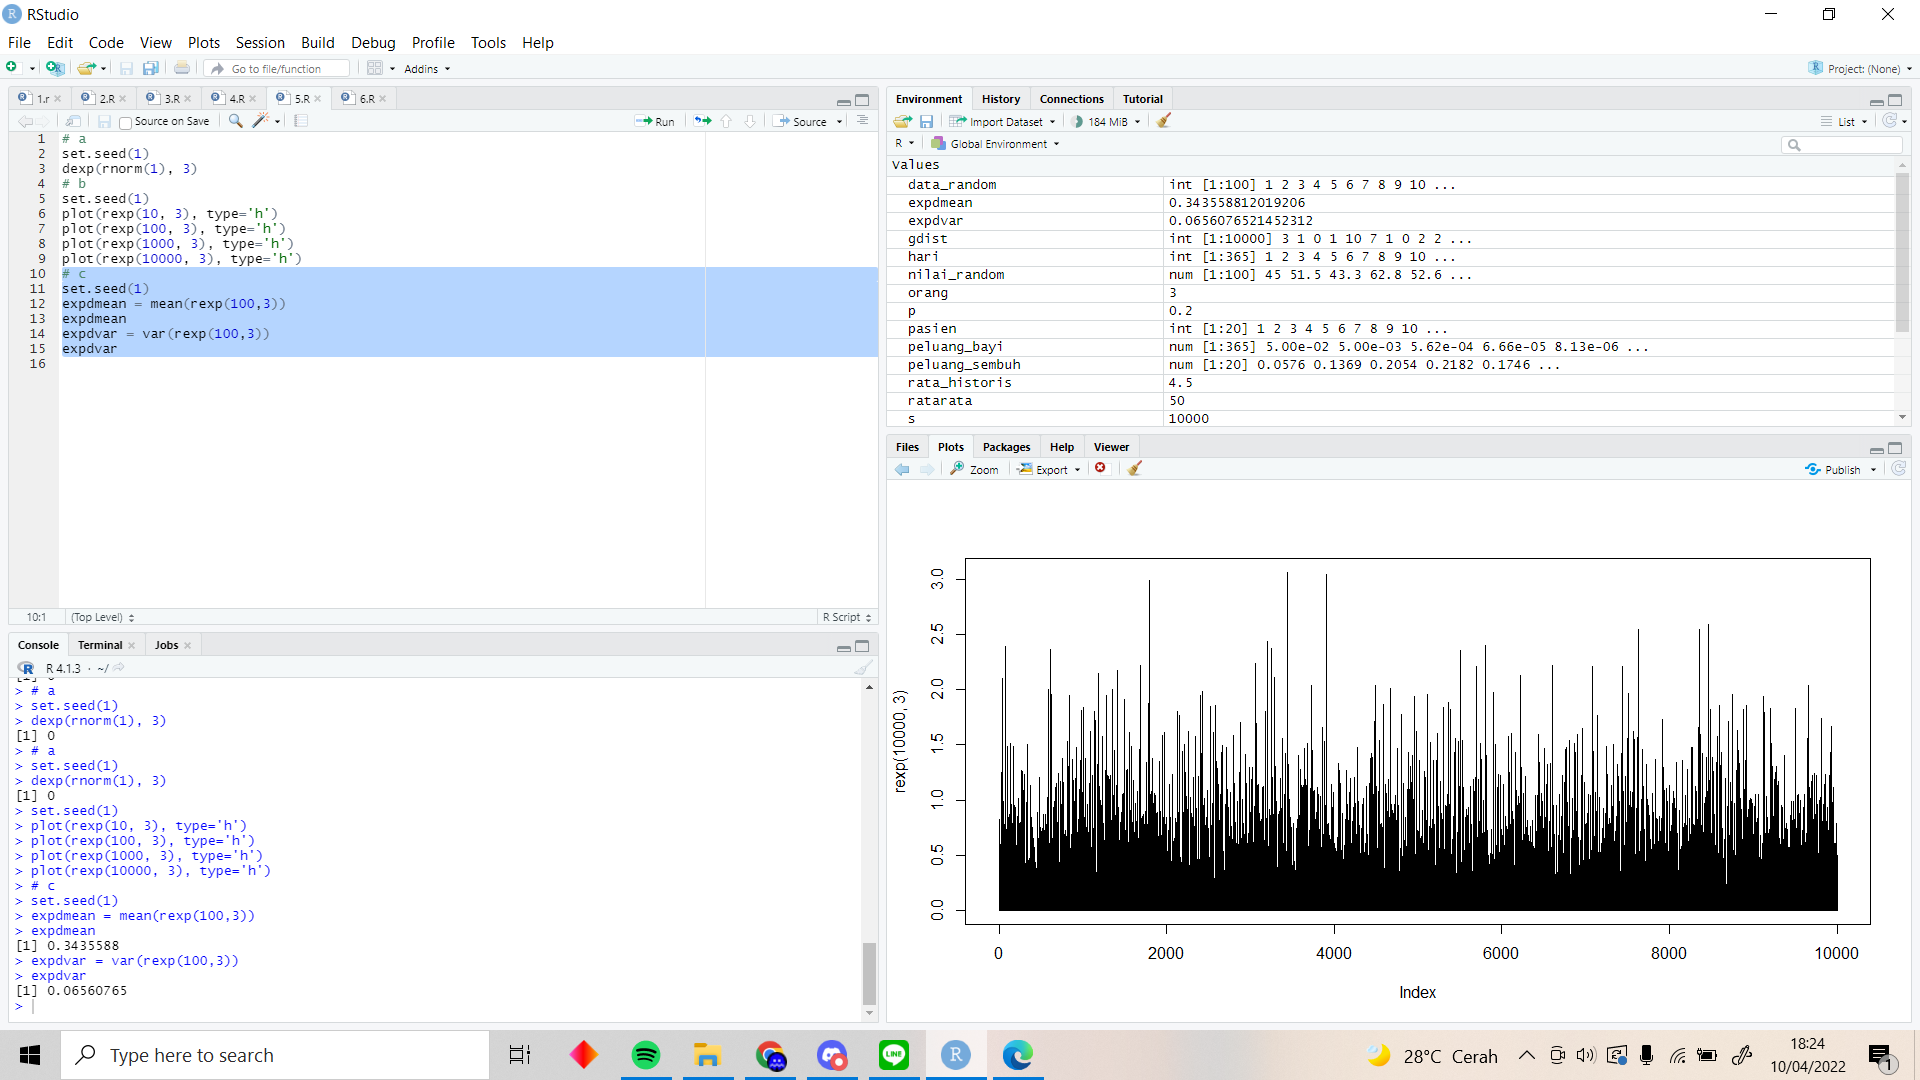 RStudio
File Edit Code View Plots Session Build Debug Profile Tools Help
Go to file/function Addins Project: (None)
1.r 2.R 3.R 4.R 5.R 6.R
Source on Save Run Source
1 # a
2 set.seed(1)
3 dexp(rnorm(1), 3)
4 # b
5 set.seed(1)
6 plot(rexp(10, 3), type='h')
7 plot(rexp(100, 3), type='h')
8 plot(rexp(1000, 3), type='h')
9 plot(rexp(10000, 3), type='h')
10 # c
11 set.seed(1)
12 expdmean = mean(rexp(100,3))
13 expdmean
14 expdvar = var(rexp(100,3))
15 expdvar
16
10:1 (Top Level) R Script
Console Terminal Jobs
R 4.1.3 · ~/
> # a
> set.seed(1)
> dexp(rnorm(1), 3)
[1] 0
> # a
> set.seed(1)
> dexp(rnorm(1), 3)
[1] 0
> set.seed(1)
> plot(rexp(10, 3), type='h')
> plot(rexp(100, 3), type='h')
> plot(rexp(1000, 3), type='h')
> plot(rexp(10000, 3), type='h')
> # c
> set.seed(1)
> expdmean = mean(rexp(100,3))
> expdmean
[1] 0.3435588
> expdvar = var(rexp(100,3))
> expdvar
[1] 0.06560765
>
Environment History Connections Tutorial
Import Dataset 184 MiB List
R Global Environment
Values
data_random int [1:100] 1 2 3 4 5 6 7 8 9 10 ...
expdmean 0.343558812019206
expdvar 0.0656076521452312
gdist int [1:10000] 3 1 0 1 10 7 1 0 2 2 ...
hari int [1:365] 1 2 3 4 5 6 7 8 9 10 ...
nilai_random num [1:100] 45 51.5 43.3 62.8 52.6 ...
orang 3
p 0.2
pasien int [1:20] 1 2 3 4 5 6 7 8 9 10 ...
peluang_bayi num [1:365] 5.00e-02 5.00e-03 5.62e-04 6.66e-05 8.13e-06 ...
peluang_sembuh num [1:20] 0.0576 0.1369 0.2054 0.2182 0.1746 ...
rata_historis 4.5
ratarata 50
s 10000
Files Plots Packages Help Viewer
Zoom Export Publish
rexp(10000, 3)
3.0
2.5
2.0
1.5
1.0
0.5
0.0
0 2000 4000 6000 8000 10000
Index
Type here to search
28°C Cerah
18:24
10/04/2022
1